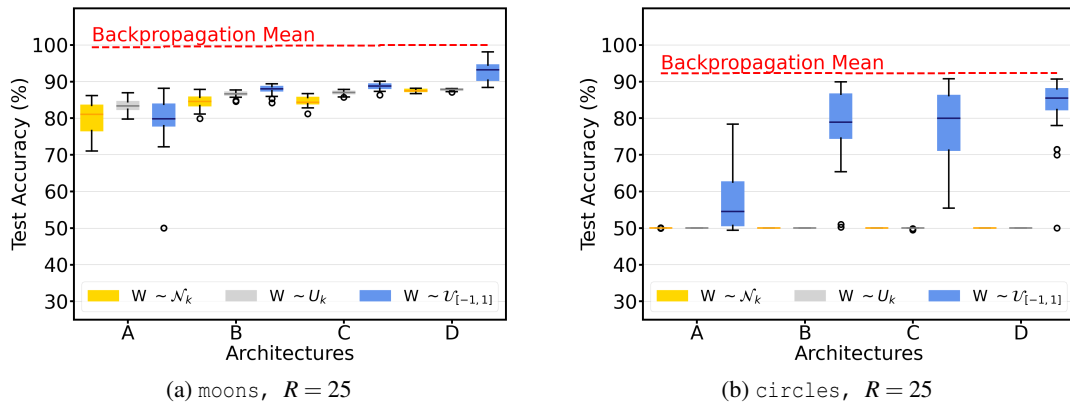 Backpropagation Mean
Test Accuracy (%)
100
90
80
70
60
50
40
30
W ∼ 𝒩ₖ W ∼ Uₖ W ∼ 𝒰[-1, 1]
A B C D
Architectures
(a) moons, R = 25
Backpropagation Mean
Test Accuracy (%)
100
90
80
70
60
50
40
30
W ∼ 𝒩ₖ W ∼ Uₖ W ∼ 𝒰[-1, 1]
A B C D
Architectures
(b) circles, R = 25